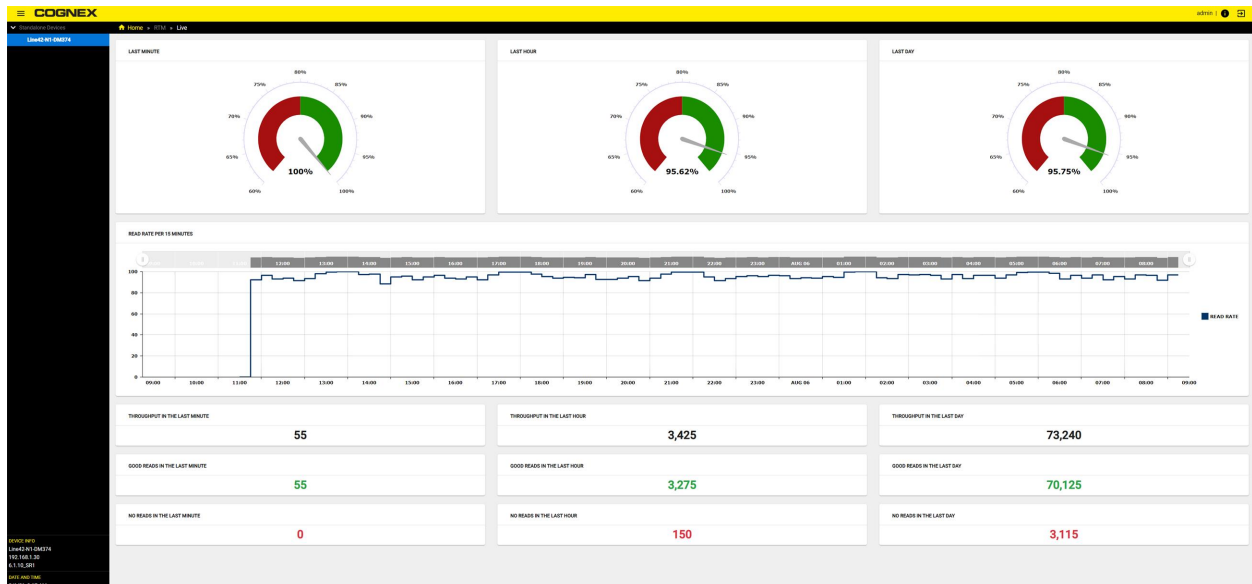 COGNEX
admin |
Standalone Devices
Home » RTM » Live
Line42-N1-DM374
LAST MINUTE
80%
75%
85%
70%
90%
65%
95%
100%
60%
100%
LAST HOUR
80%
75%
85%
70%
90%
65%
95%
95.62%
60%
100%
LAST DAY
80%
75%
85%
70%
90%
65%
95%
95.75%
60%
100%
READ RATE PER 15 MINUTES
12:00 13:00 14:00 15:00 16:00 17:00 18:00 19:00 20:00 21:00 22:00 23:00 AUG 06 01:00 02:00 03:00 04:00 05:00 06:00 07:00 08:00
100
80
60
40
20
0
READ RATE
09:00 10:00 11:00 12:00 13:00 14:00 15:00 16:00 17:00 18:00 19:00 20:00 21:00 22:00 23:00 AUG 06 01:00 02:00 03:00 04:00 05:00 06:00 07:00 08:00 09:00
THROUGHPUT IN THE LAST MINUTE
55
THROUGHPUT IN THE LAST HOUR
3,425
THROUGHPUT IN THE LAST DAY
73,240
GOOD READS IN THE LAST MINUTE
55
GOOD READS IN THE LAST HOUR
3,275
GOOD READS IN THE LAST DAY
70,125
NO READS IN THE LAST MINUTE
0
NO READS IN THE LAST HOUR
150
NO READS IN THE LAST DAY
3,115
DEVICE INFO
Line42-N1-DM374
192.168.1.30
6.1.10_SR1
DATE AND TIME